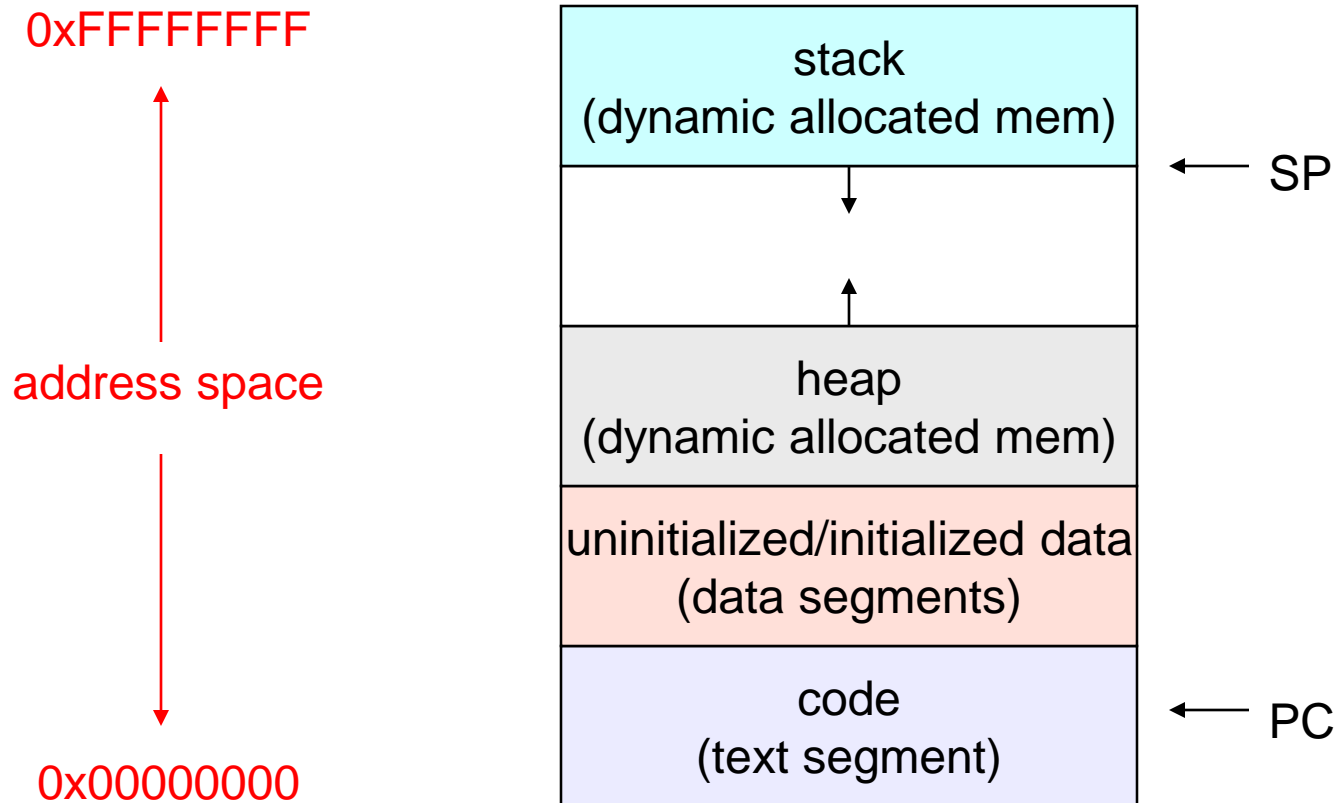 0xFFFFFFFF
stack
(dynamic allocated mem)
SP
address space
heap
(dynamic allocated mem)
uninitialized/initialized data
(data segments)
code
(text segment)
PC
0x00000000